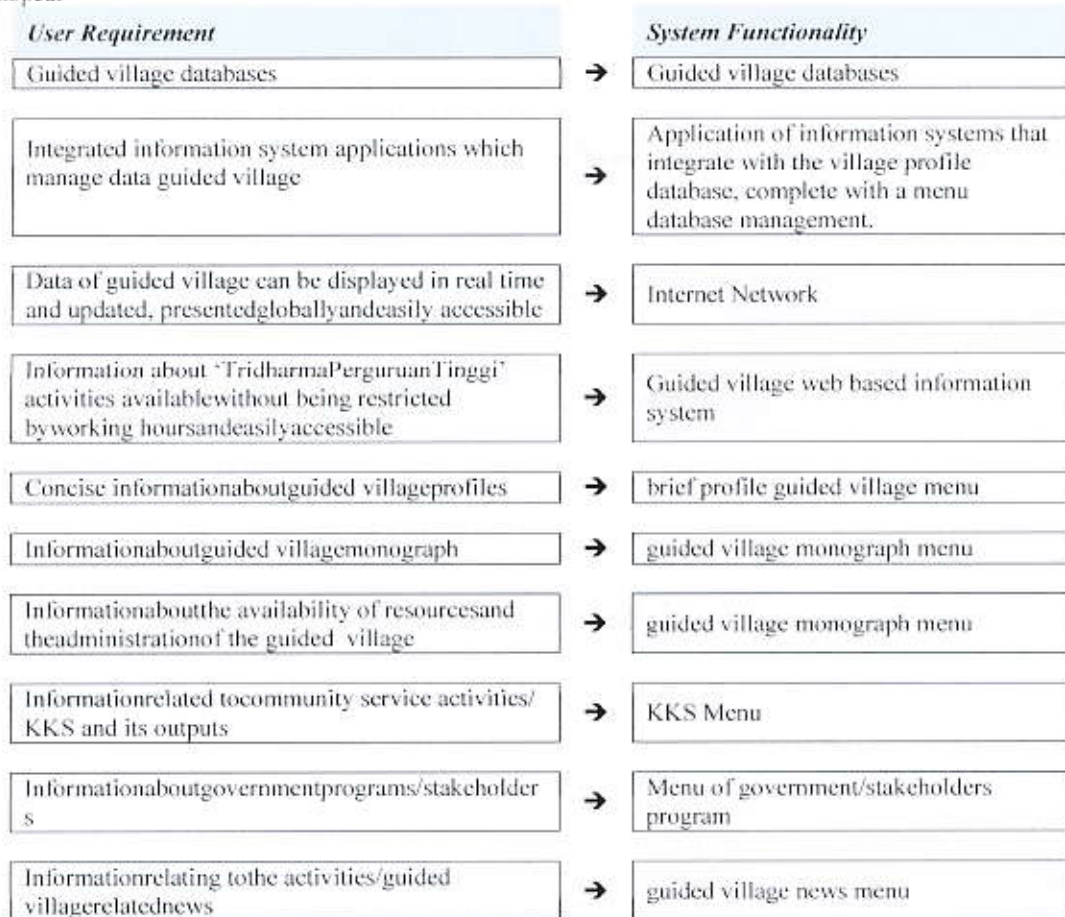 User Requirement
System Functionality
Guided village databases
→
Guided village databases
Integrated information system applications which
manage data guided village
→
Application of information systems that
integrate with the village profile
database, complete with a menu
database management.
Data of guided village can be displayed in real time
and updated, presentedgloballyandeasily accessible
→
Internet Network
Information about 'TridharmaPerguruanTinggi'
activities availablewithout being restricted
byworking hoursandeasilyaccessible
→
Guided village web based information
system
Concise informationaboutguided villageprofiles
→
brief profile guided village menu
Informationaboutguided villagemonograph
→
guided village monograph menu
Informationaboutthe availability of resourcesand
theadministrationof the guided village
→
guided village monograph menu
Informationrelated tocommunity service activities/
KKS and its outputs
→
KKS Menu
Informationaboutgovernmentprograms/stakeholder
s
→
Menu of government/stakeholders
program
Informationrelating tothe activities/guided
villagerelatednews
→
guided village news menu